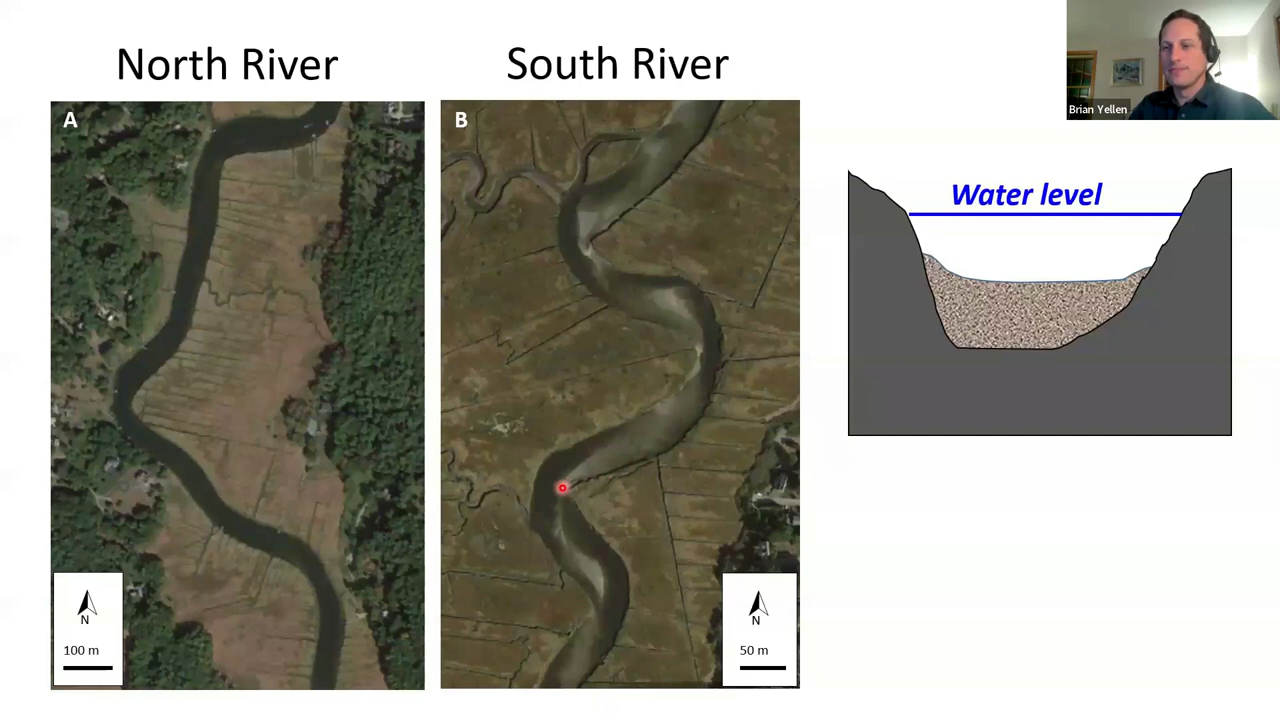 North River
South River
Brian Yellen
A
B
Water level
N
100 m
N
50 m